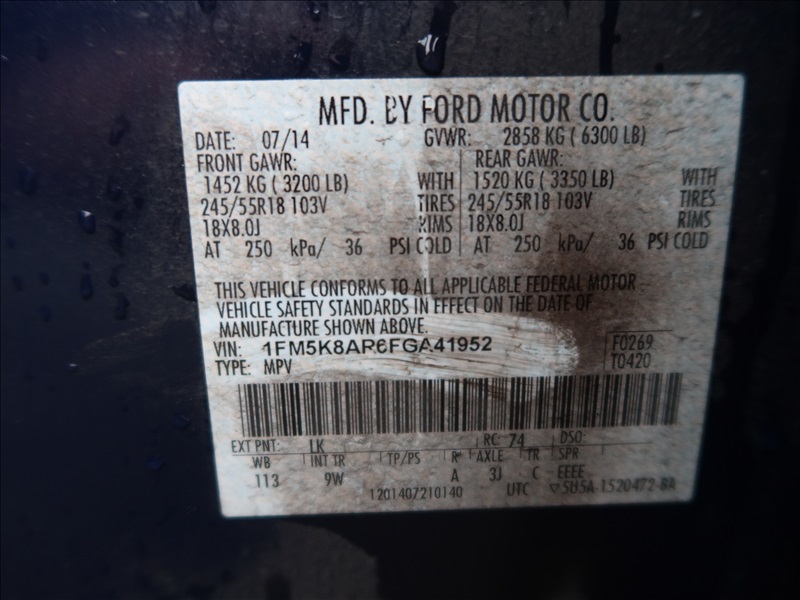 MFD. BY FORD MOTOR CO.
DATE: 07/14 GVWR: 2858 KG ( 6300 LB)
FRONT GAWR: REAR GAWR:
1452 KG ( 3200 LB) WITH 1520 KG ( 3350 LB) WITH
245/55R18 103V TIRES 245/55R18 103V TIRES
18X8.0J RIMS 18X8.0J RIMS
AT 250 kPa/ 36 PSI COLD AT 250 kPa/ 36 PSI COLD
THIS VEHICLE CONFORMS TO ALL APPLICABLE FEDERAL MOTOR
VEHICLE SAFETY STANDARDS IN EFFECT ON THE DATE OF
MANUFACTURE SHOWN ABOVE.
VIN: 1FM5K8AR6FGA41952 F0269
TYPE: MPV T0420
EXT PNT: LK RC: 74 DSO:
WB INT TR TP/PS R AXLE TR SPR
113 9W A 3J C EEEE
1201407210140 UTC ▽5U5A-1520472-BA